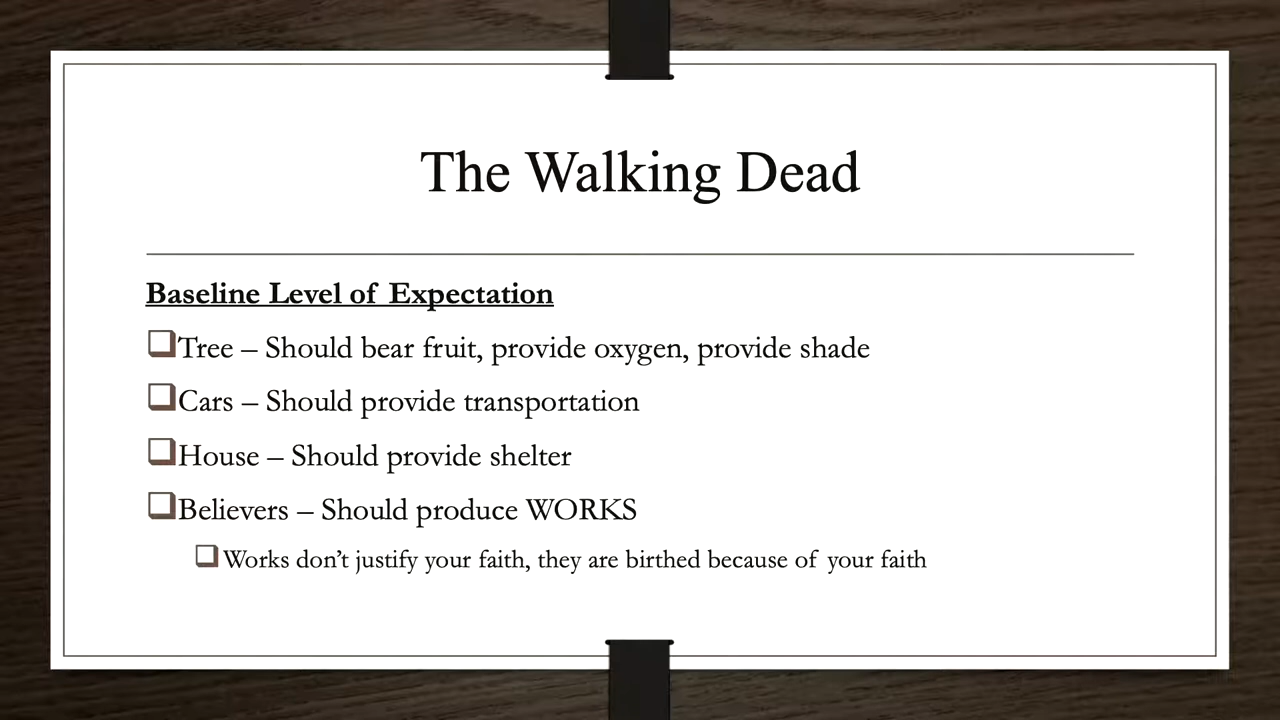 The Walking Dead
Baseline Level of Expectation
Tree – Should bear fruit, provide oxygen, provide shade
Cars – Should provide transportation
House – Should provide shelter
Believers – Should produce WORKS
Works don’t justify your faith, they are birthed because of your faith